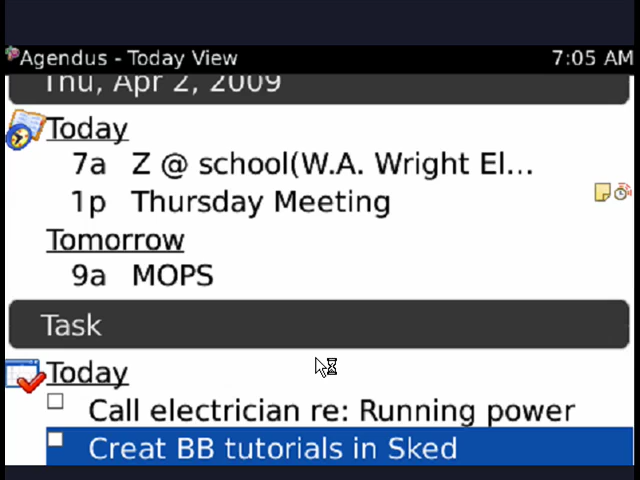 Agendus - Today View 7:05 AM
Thu, Apr 2, 2009
Today
7a Z @ school(W.A. Wright El...
1p Thursday Meeting
Tomorrow
9a MOPS
Task
Today
Call electrician re: Running power
Creat BB tutorials in Sked